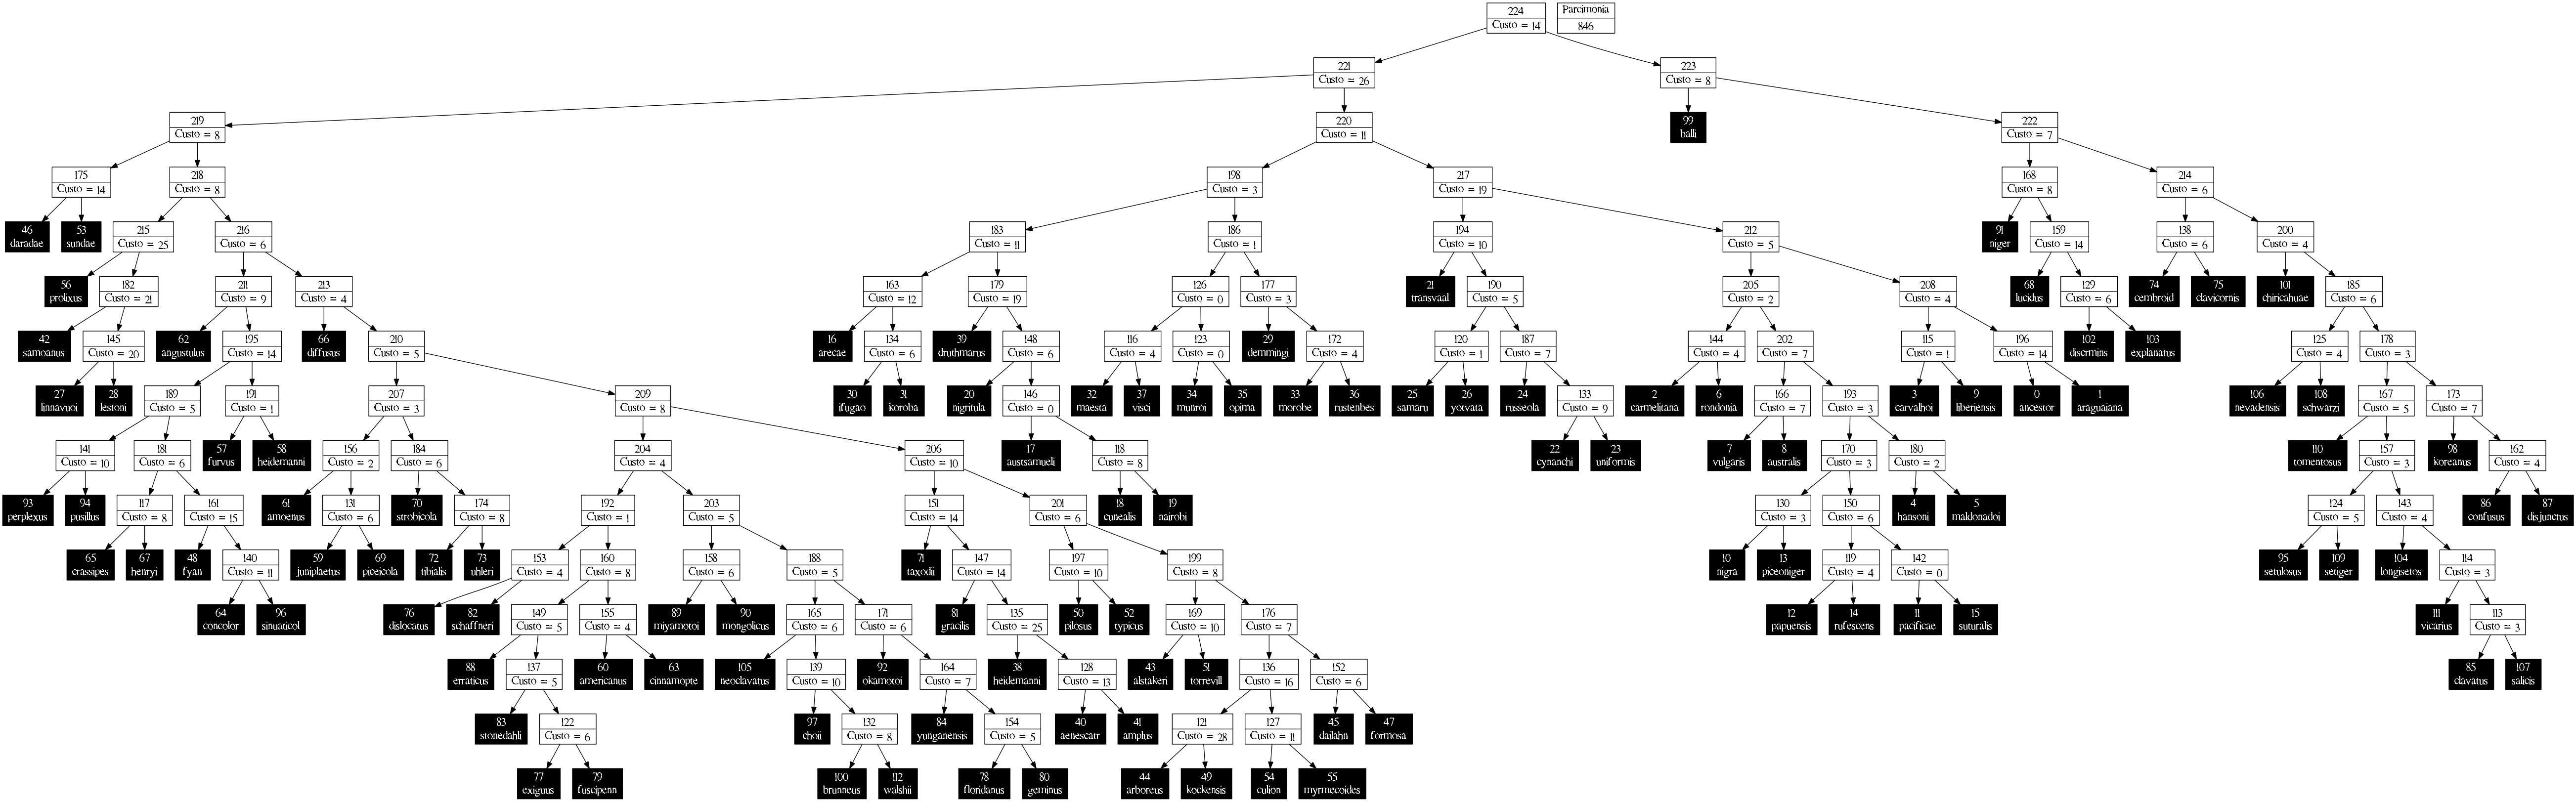 224
Custo = 14
Parcimonia
846
221
Custo = 26
223
Custo = 8
219
Custo = 8
220
Custo = 11
99
balli
222
Custo = 7
175
Custo = 14
218
Custo = 8
198
Custo = 3
217
Custo = 19
168
Custo = 8
214
Custo = 6
46
daradae
53
sundae
215
Custo = 25
216
Custo = 6
183
Custo = 11
186
Custo = 1
194
Custo = 10
212
Custo = 5
91
niger
159
Custo = 14
138
Custo = 6
200
Custo = 4
56
prolixus
182
Custo = 21
211
Custo = 9
213
Custo = 4
163
Custo = 12
179
Custo = 19
126
Custo = 0
177
Custo = 3
21
transvaal
190
Custo = 5
205
Custo = 2
208
Custo = 4
68
lucidus
129
Custo = 6
74
cembroid
75
clavicornis
101
chiricahuae
185
Custo = 6
42
samoanus
145
Custo = 20
62
angustulus
195
Custo = 14
66
diffusus
210
Custo = 5
16
arecae
134
Custo = 6
39
druthmarus
148
Custo = 6
116
Custo = 4
123
Custo = 0
29
demmingi
172
Custo = 4
120
Custo = 1
187
Custo = 7
144
Custo = 4
202
Custo = 7
115
Custo = 1
196
Custo = 14
102
discrmins
103
explanatus
125
Custo = 4
178
Custo = 3
27
linnavuoi
28
lestoni
189
Custo = 5
191
Custo = 1
207
Custo = 3
209
Custo = 8
30
ifugao
31
koroba
20
nigritula
146
Custo = 0
32
maesta
37
visci
34
munroi
35
opima
33
morobe
36
rustenbes
25
samaru
26
yotvata
24
russeola
133
Custo = 9
2
carmelitana
6
rondonia
166
Custo = 7
193
Custo = 3
3
carvalhoi
9
liberiensis
0
ancestor
1
araguaiana
106
nevadensis
108
schwarzi
167
Custo = 5
173
Custo = 7
141
Custo = 10
181
Custo = 6
57
furvus
58
heidemanni
156
Custo = 2
184
Custo = 6
204
Custo = 4
206
Custo = 10
17
austsamueli
118
Custo = 8
22
cynanchi
23
uniformis
7
vulgaris
8
australis
170
Custo = 3
180
Custo = 2
110
tomentosus
157
Custo = 3
98
koreanus
162
Custo = 4
93
perplexus
94
pusillus
117
Custo = 8
161
Custo = 15
61
amoenus
131
Custo = 6
70
strobicola
174
Custo = 8
192
Custo = 1
203
Custo = 5
151
Custo = 14
201
Custo = 6
18
cunealis
19
nairobi
130
Custo = 3
150
Custo = 6
4
hansoni
5
maldonadoi
124
Custo = 5
143
Custo = 4
86
confusus
87
disjunctus
65
crassipes
67
henryi
48
fyan
140
Custo = 11
59
juniplaetus
69
piceicola
72
tibialis
73
uhleri
153
Custo = 4
160
Custo = 8
158
Custo = 6
188
Custo = 5
71
taxodii
147
Custo = 14
197
Custo = 10
199
Custo = 8
10
nigra
13
piceoniger
119
Custo = 4
142
Custo = 0
95
setulosus
109
setiger
104
longisetos
114
Custo = 3
64
concolor
96
sinuaticol
76
dislocatus
82
schaffneri
149
Custo = 5
155
Custo = 4
89
miyamotoi
90
mongolicus
165
Custo = 6
171
Custo = 6
81
gracilis
135
Custo = 25
50
pilosus
52
typicus
169
Custo = 10
176
Custo = 7
12
papuensis
14
rufescens
11
pacificae
15
suturalis
111
vicarius
113
Custo = 3
88
erraticus
137
Custo = 5
60
americanus
63
cinnamopte
105
neoclavatus
139
Custo = 10
92
okamotoi
164
Custo = 7
38
heidemanni
128
Custo = 13
43
alstakeri
51
torrevill
136
Custo = 16
152
Custo = 6
85
clavatus
107
salicis
83
stonedahli
122
Custo = 6
97
choii
132
Custo = 8
84
yunganensis
154
Custo = 5
40
aenescatr
41
amplus
121
Custo = 28
127
Custo = 11
45
dailahn
47
formosa
77
exiguus
79
fuscipenn
100
brunneus
112
walshii
78
floridanus
80
geminus
44
arboreus
49
kockensis
54
culion
55
myrmecoides